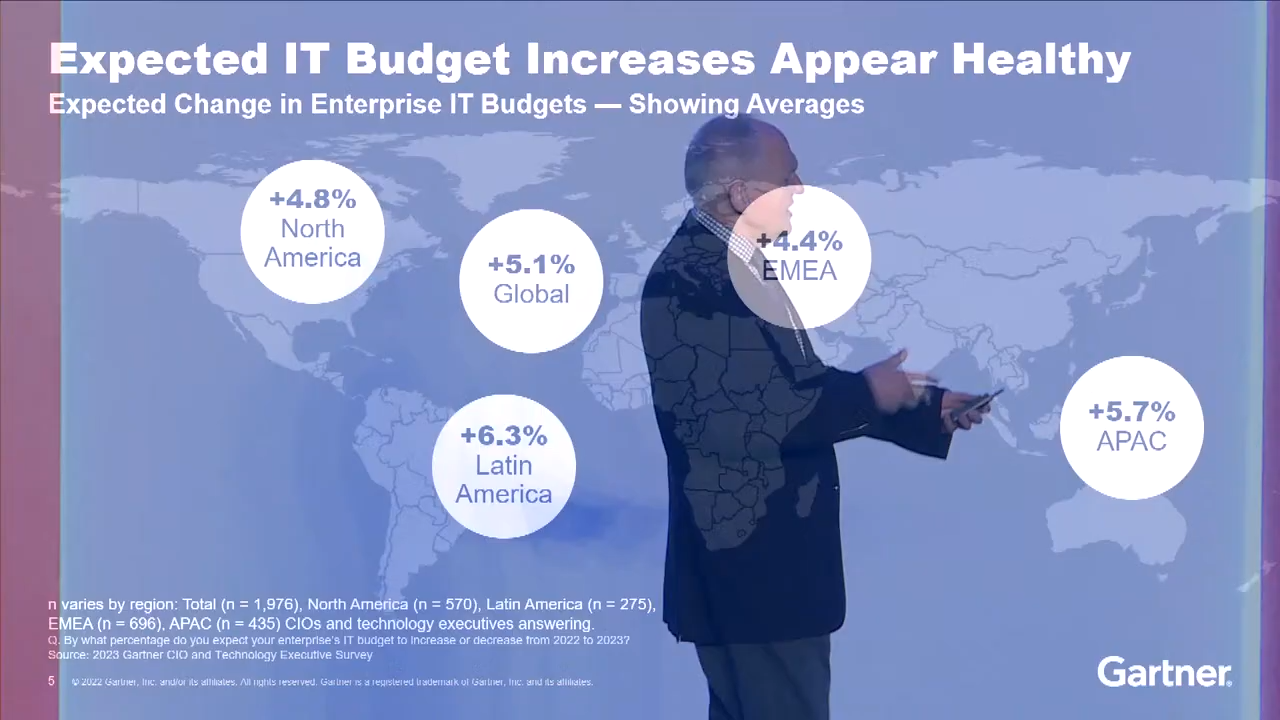 Expected IT Budget Increases Appear Healthy
Expected Change in Enterprise IT Budgets — Showing Averages
+4.8%
North
America
+5.1%
Global
+4.4%
EMEA
+6.3%
Latin
America
+5.7%
APAC
n varies by region: Total (n = 1,976), North America (n = 570), Latin America (n = 275),
EMEA (n = 696), APAC (n = 435) CIOs and technology executives answering.
Q. By what percentage do you expect your enterprise's IT budget to increase or decrease from 2022 to 2023?
Source: 2023 Gartner CIO and Technology Executive Survey
5 © 2022 Gartner, Inc. and/or its affiliates. All rights reserved. Gartner is a registered trademark of Gartner, Inc. and its affiliates.
Gartner®